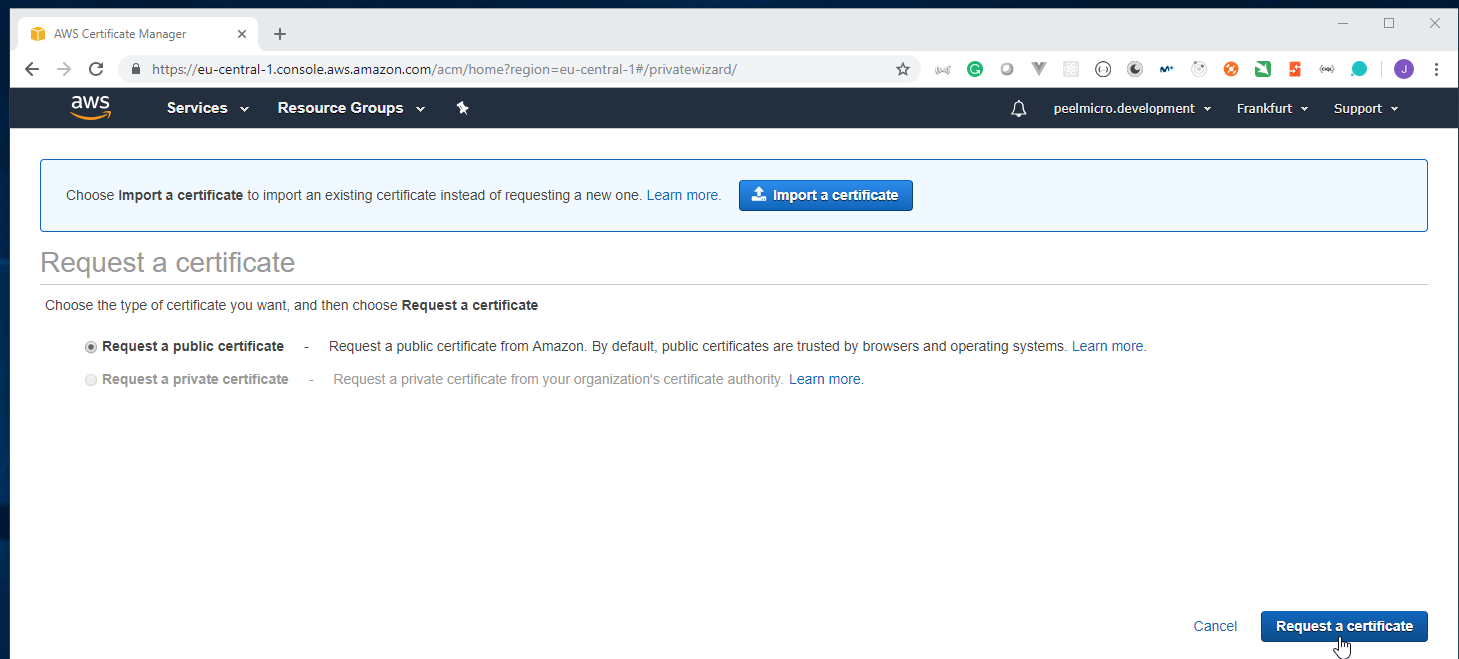 AWS Certificate Manager
https://eu-central-1.console.aws.amazon.com/acm/home?region=eu-central-1#/privatewizard/
J
aws Services Resource Groups peelmicro.development Frankfurt Support
Choose Import a certificate to import an existing certificate instead of requesting a new one. Learn more. Import a certificate
Request a certificate
Choose the type of certificate you want, and then choose Request a certificate
Request a public certificate - Request a public certificate from Amazon. By default, public certificates are trusted by browsers and operating systems. Learn more.
Request a private certificate - Request a private certificate from your organization's certificate authority. Learn more.
Cancel Request a certificate